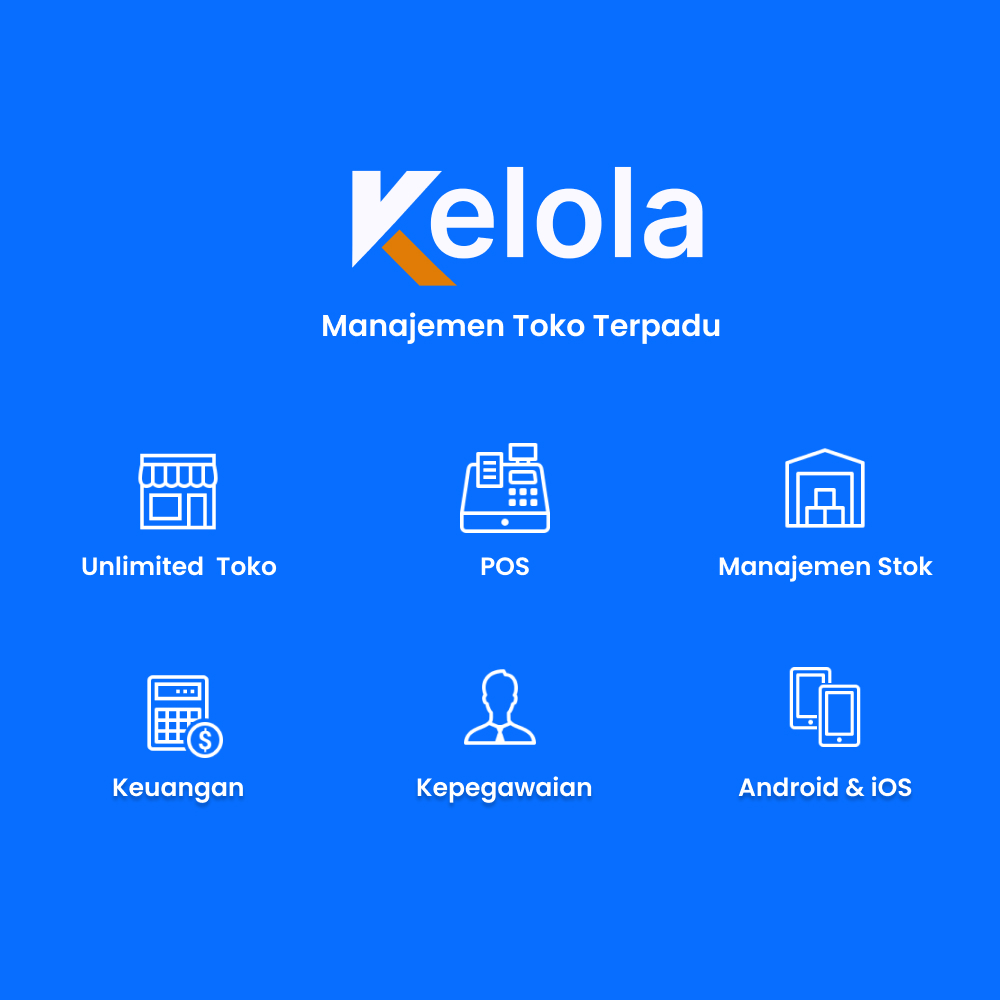 Kelola
Manajemen Toko Terpadu
Unlimited Toko
POS
Manajemen Stok
$
Keuangan
Kepegawaian
Android & iOS